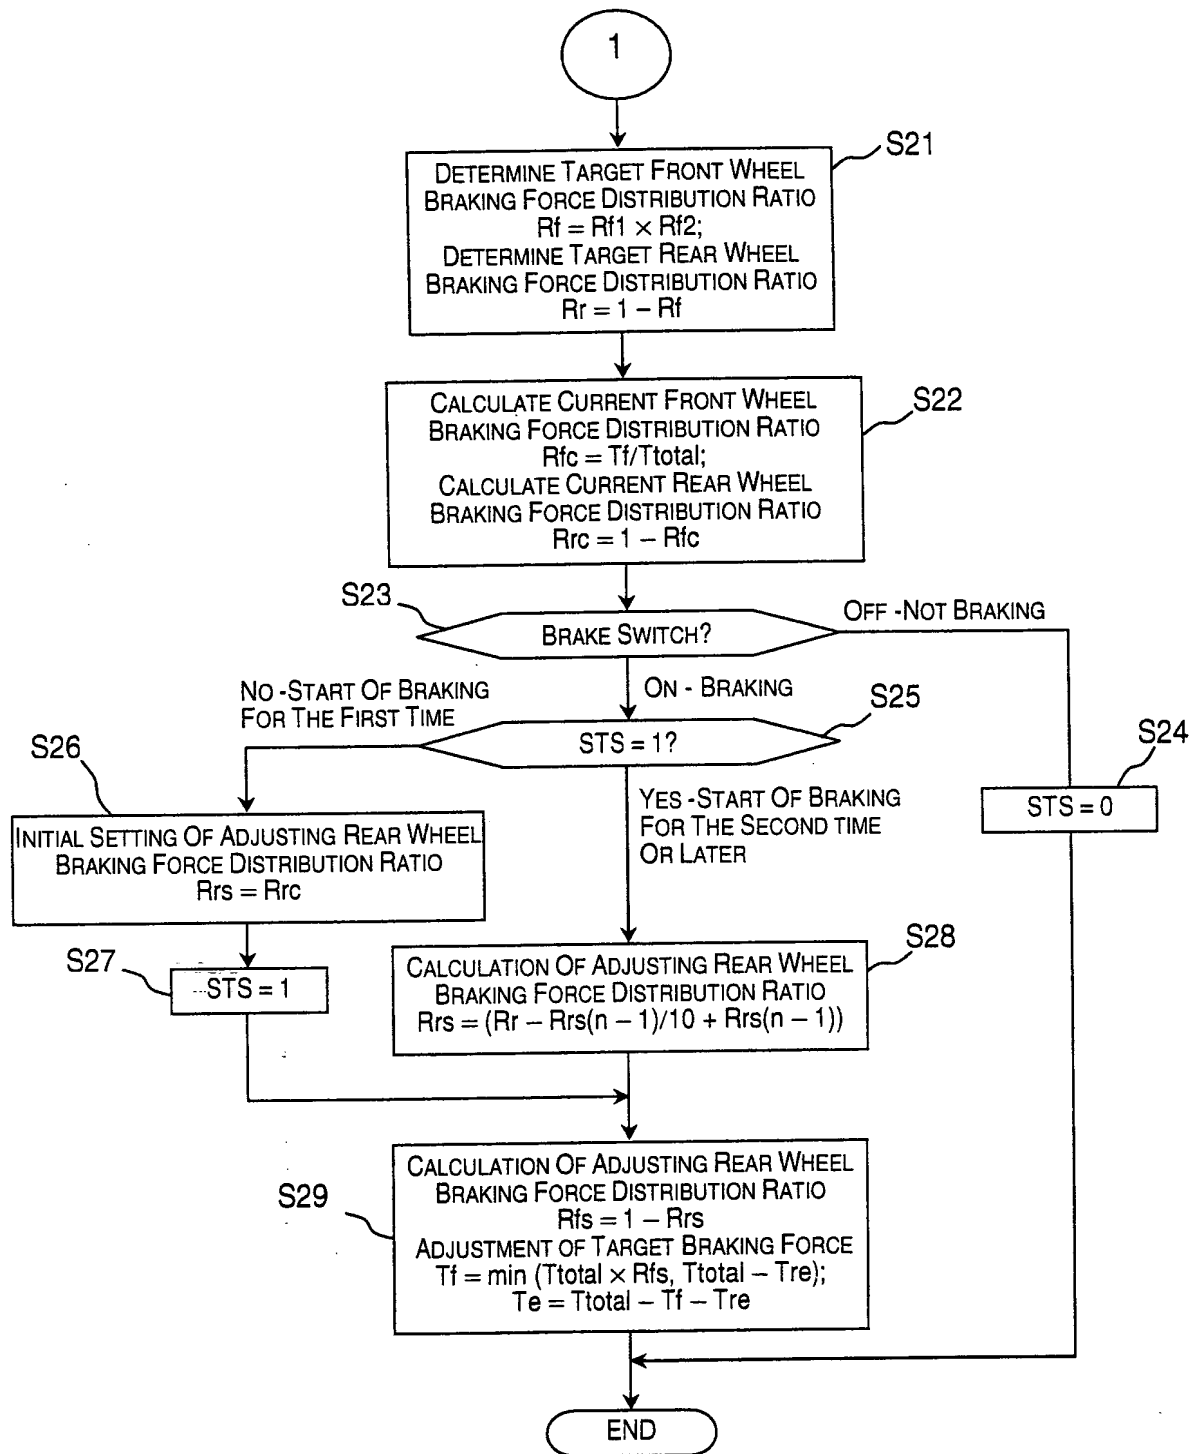 1
S21
DETERMINE TARGET FRONT WHEEL
BRAKING FORCE DISTRIBUTION RATIO
Rf = Rf1 × Rf2;
DETERMINE TARGET REAR WHEEL
BRAKING FORCE DISTRIBUTION RATIO
Rr = 1 – Rf
S22
CALCULATE CURRENT FRONT WHEEL
BRAKING FORCE DISTRIBUTION RATIO
Rfc = Tf/Ttotal;
CALCULATE CURRENT REAR WHEEL
BRAKING FORCE DISTRIBUTION RATIO
Rrc = 1 – Rfc
S23
BRAKE SWITCH?
OFF -NOT BRAKING
ON - BRAKING
NO -START OF BRAKING
FOR THE FIRST TIME
S25
STS = 1?
S24
STS = 0
S26
INITIAL SETTING OF ADJUSTING REAR WHEEL
BRAKING FORCE DISTRIBUTION RATIO
Rrs = Rrc
YES -START OF BRAKING
FOR THE SECOND TIME
OR LATER
S27
STS = 1
S28
CALCULATION OF ADJUSTING REAR WHEEL
BRAKING FORCE DISTRIBUTION RATIO
Rrs = (Rr – Rrs(n – 1)/10 + Rrs(n – 1))
S29
CALCULATION OF ADJUSTING REAR WHEEL
BRAKING FORCE DISTRIBUTION RATIO
Rfs = 1 – Rrs
ADJUSTMENT OF TARGET BRAKING FORCE
Tf = min (Ttotal × Rfs, Ttotal – Tre);
Te = Ttotal – Tf – Tre
END